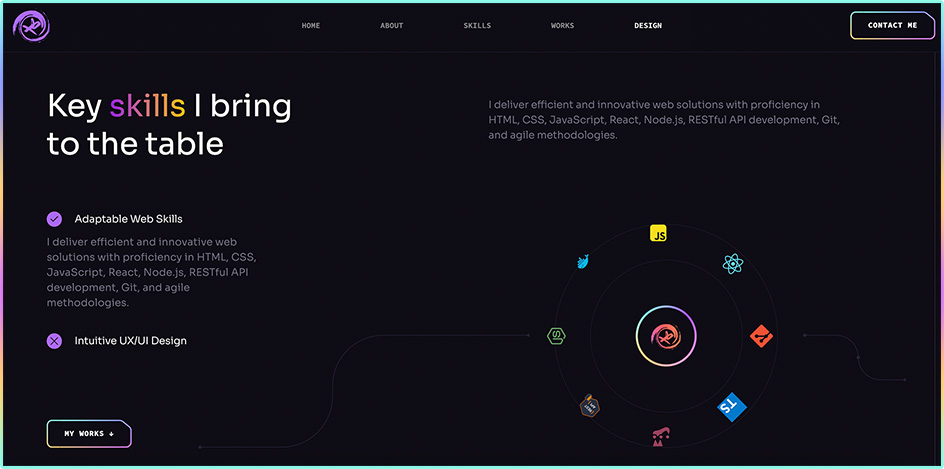 HOME ABOUT SKILLS WORKS DESIGN CONTACT ME
Key skills I bring
to the table
I deliver efficient and innovative web solutions with proficiency in
HTML, CSS, JavaScript, React, Node.js, RESTful API development, Git,
and agile methodologies.
Adaptable Web Skills
I deliver efficient and innovative web
solutions with proficiency in HTML, CSS,
JavaScript, React, Node.js, RESTful API
development, Git, and agile
methodologies.
Intuitive UX/UI Design
JS
JS
TS
MY WORKS ↓